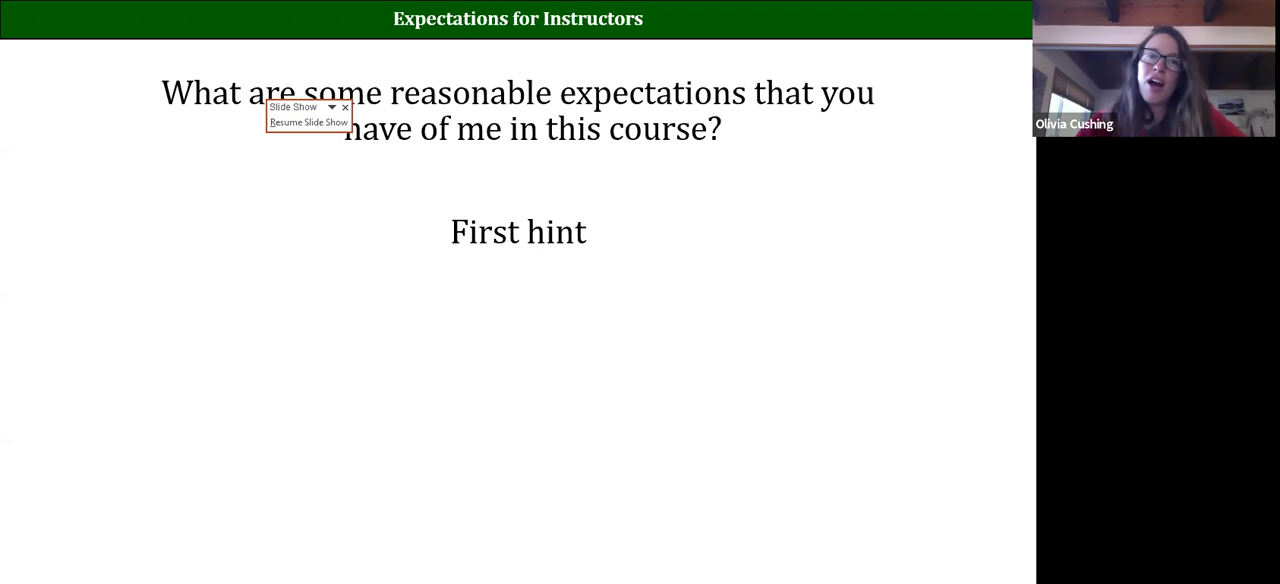 Expectations for Instructors
What are some reasonable expectations that you
have of me in this course?
Slide Show
Resume Slide Show
First hint
Olivia Cushing